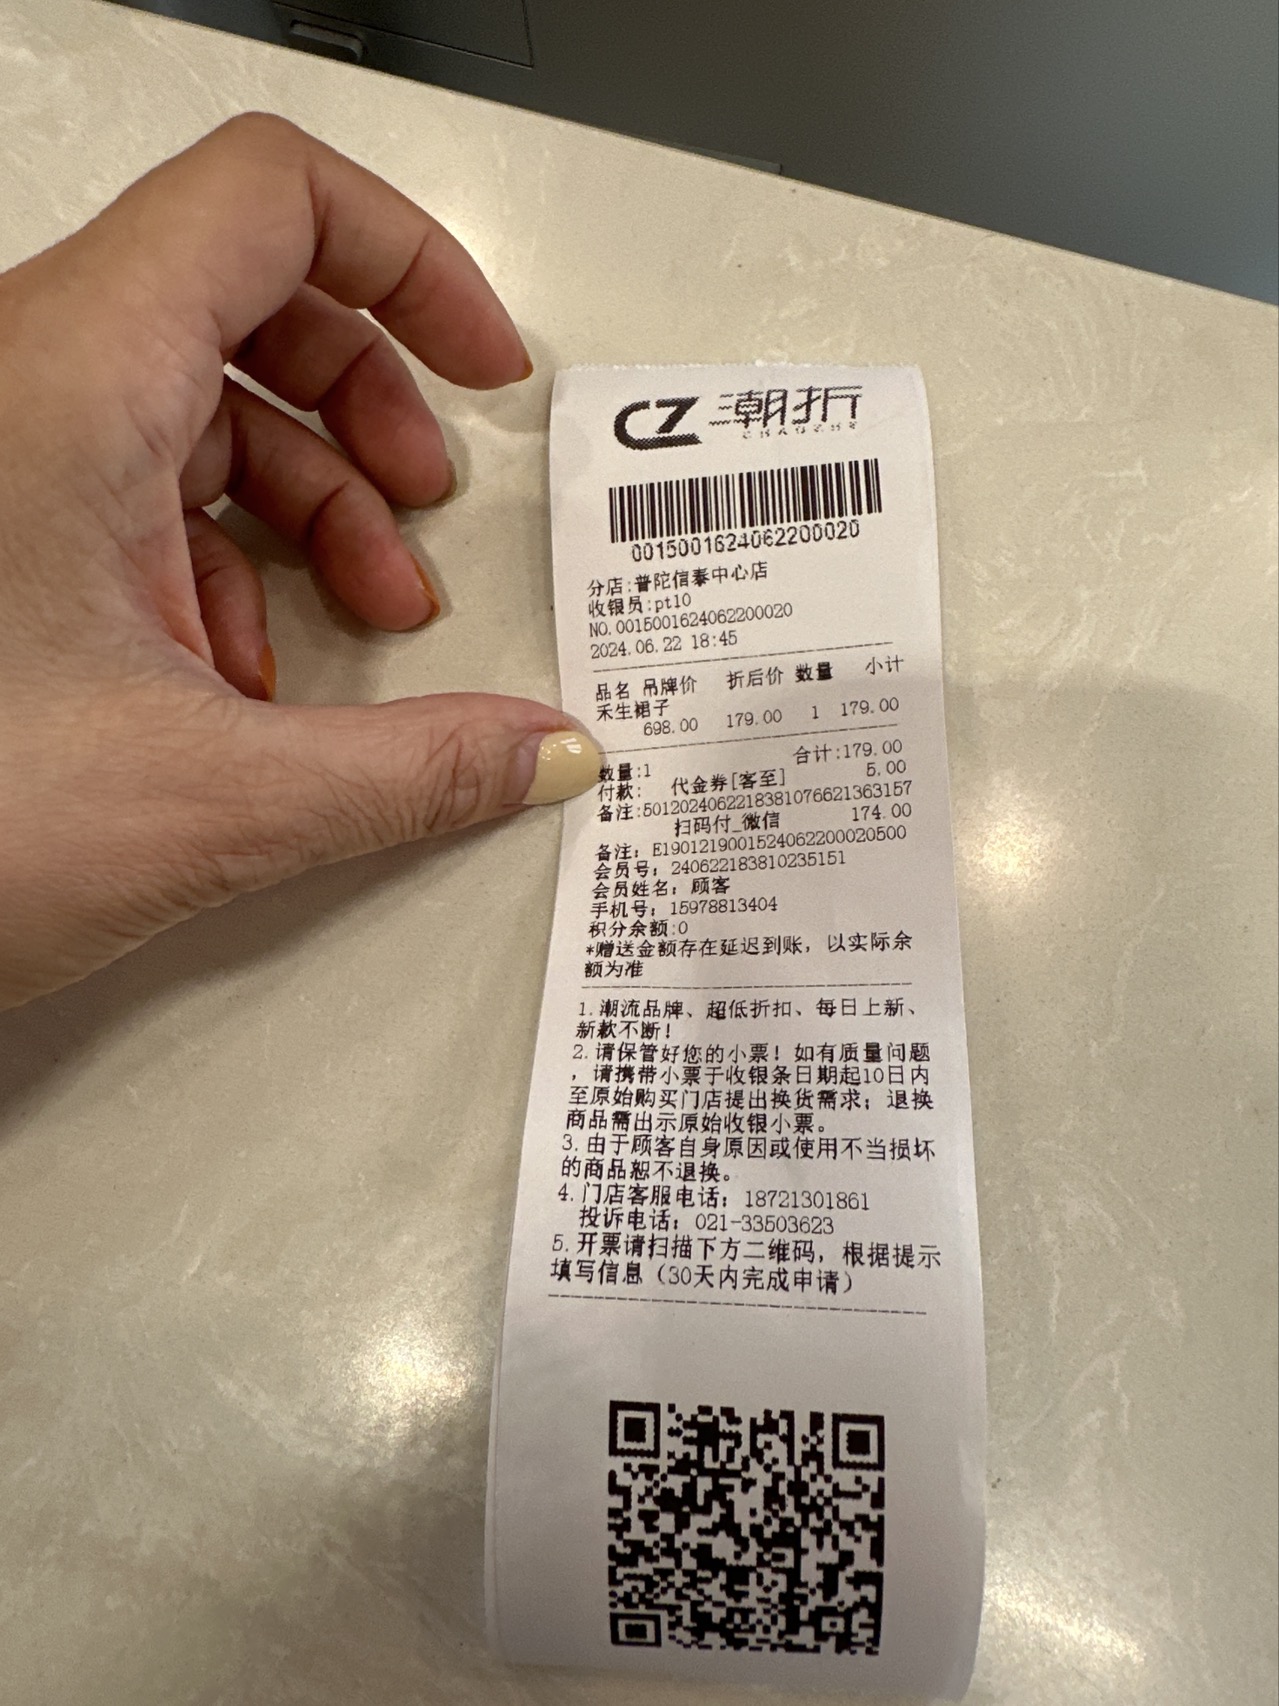 CZ 潮折
CHAOZHE
0015001624062200020
分店:普陀信泰中心店
收银员:pt10
NO.0015001624062200020
2024.06.22 18:45
品名 吊牌价 折后价 数量 小计
禾生裙子
698.00 179.00 1 179.00
合计:179.00
数量:1
付款: 代金券[客至] 5.00
备注:501202406221838107662136315​7
扫码付_微信 174.00
备注: E1901219001524062200020500
会员号: 240622183810235151
会员姓名: 顾客
手机号: 15978813404
积分余额:0
*赠送金额存在延迟到账, 以实际余
额为准
1.潮流品牌、超低折扣、每日上新、
新款不断!
2.请保管好您的小票! 如有质量问题
, 请携带小票于收银条日期起10日内
至原始购买门店提出换货需求; 退换
商品需出示原始收银小票。
3.由于顾客自身原因或使用不当损坏
的商品恕不退换。
4.门店客服电话: 18721301861
投诉电话: 021-33503623
5.开票请扫描下方二维码, 根据提示
填写信息 (30天内完成申请)